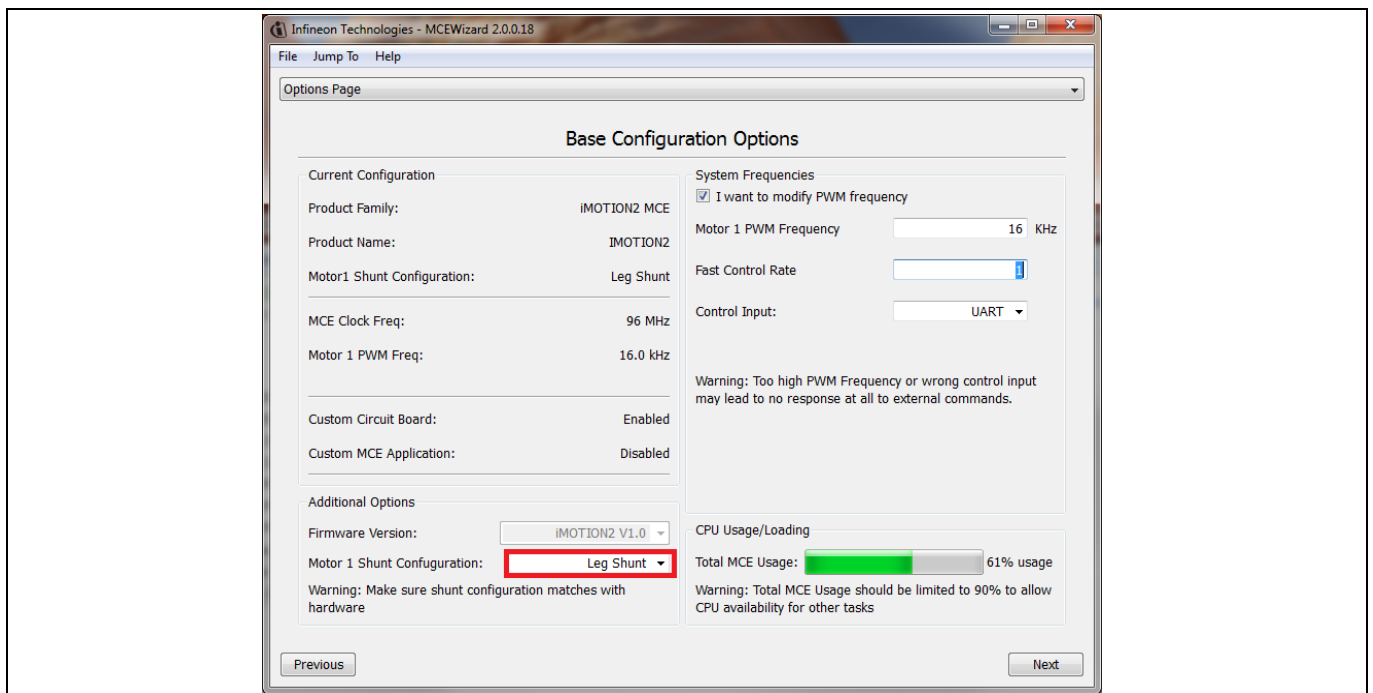 Infineon Technologies - MCEWizard 2.0.0.18
File Jump To Help
Options Page
Base Configuration Options
Current Configuration
Product Family: iMOTION2 MCE
Product Name: IMOTION2
Motor1 Shunt Configuration: Leg Shunt
MCE Clock Freq: 96 MHz
Motor 1 PWM Freq: 16.0 kHz
Custom Circuit Board: Enabled
Custom MCE Application: Disabled
Additional Options
Firmware Version: iMOTION2 V1.0
Motor 1 Shunt Confuguration: Leg Shunt
Warning: Make sure shunt configuration matches with
hardware
System Frequencies
I want to modify PWM frequency
Motor 1 PWM Frequency 16 KHz
Fast Control Rate 1
Control Input: UART
Warning: Too high PWM Frequency or wrong control input
may lead to no response at all to external commands.
CPU Usage/Loading
Total MCE Usage: 61% usage
Warning: Total MCE Usage should be limited to 90% to allow
CPU availability for other tasks
Previous Next